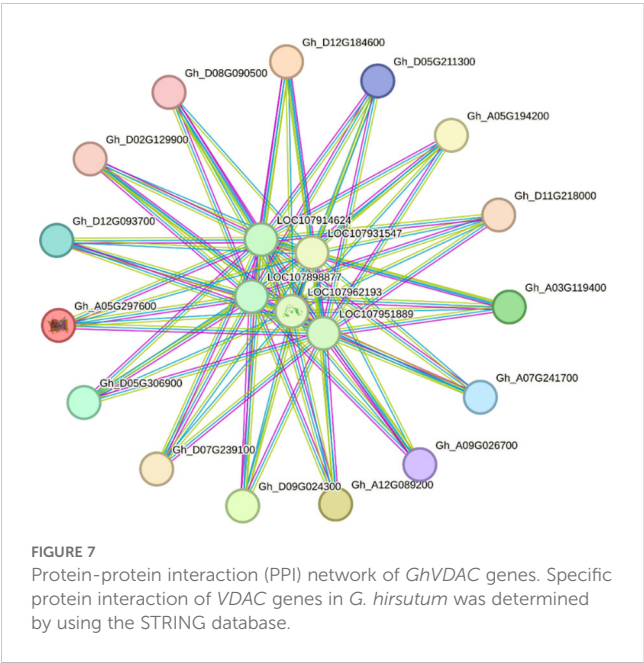 Gh_D12G184600
Gh_D05G211300
Gh_D08G090500
Gh_A05G194200
Gh_D02G129900
Gh_D11G218000
LOC107914624
Gh_D12G093700
LOC107931547
LOC107898877
Gh_A03G119400
LOC107962193
Gh_A05G297600
LOC107951889
Gh_A07G241700
Gh_D05G306900
Gh_A09G026700
Gh_D07G239100
Gh_D09G024300
Gh_A12G089200
FIGURE 7
Protein-protein interaction (PPI) network of GhVDAC genes. Specific
protein interaction of VDAC genes in G. hirsutum was determined
by using the STRING database.